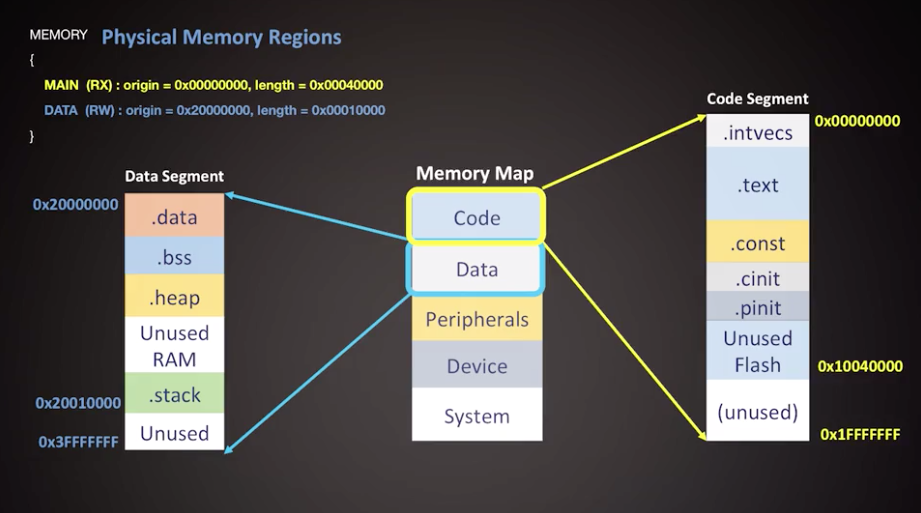 MEMORY Physical Memory Regions
{
MAIN (RX) : origin = 0x00000000, length = 0x00040000
DATA (RW) : origin = 0x20000000, length = 0x00010000
}
Data Segment
0x20000000
.data
.bss
.heap
Unused
RAM
.stack
0x20010000
Unused
0x3FFFFFFF
Memory Map
Code
Data
Peripherals
Device
System
Code Segment
0x00000000
.intvecs
.text
.const
.cinit
.pinit
Unused
Flash
0x10040000
(unused)
0x1FFFFFFF